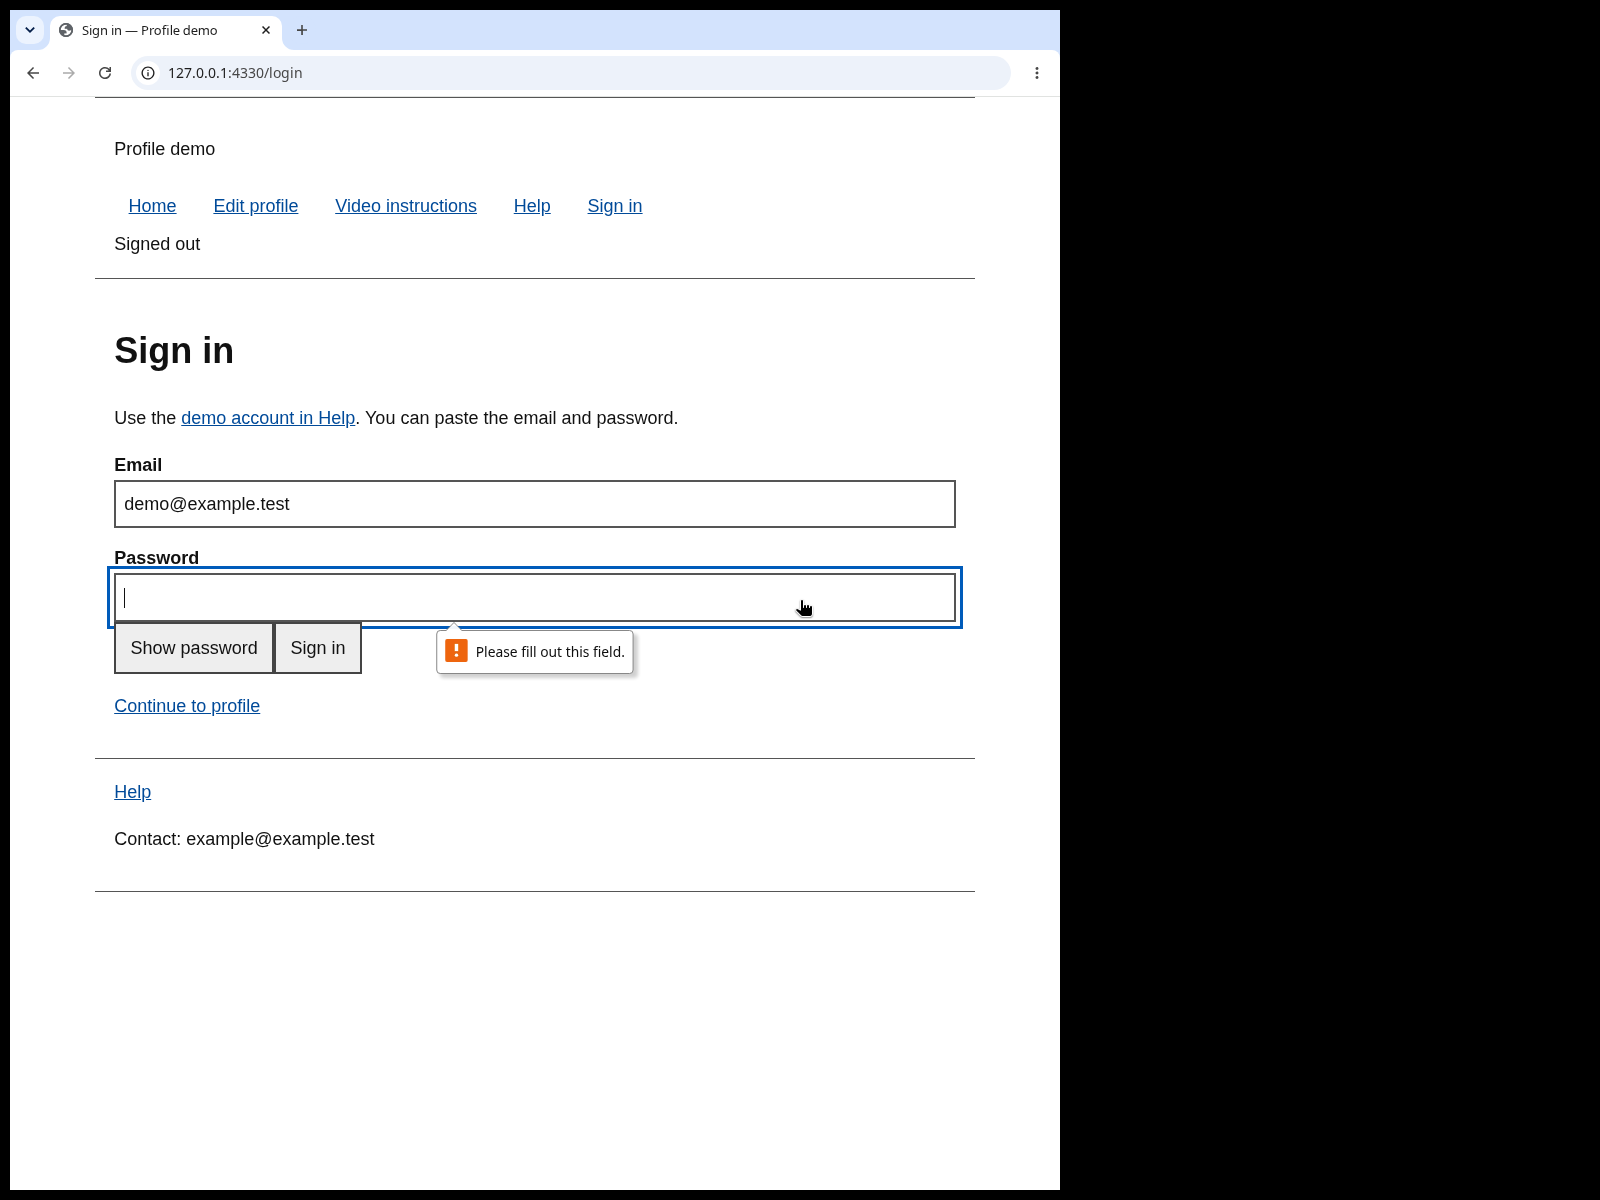 Sign in — Profile demo
127.0.0.1:4330/login
Profile demo
Home Edit profile Video instructions Help Sign in
Signed out
Sign in
Use the demo account in Help. You can paste the email and password.
Email
demo@example.test
Password
Show password Sign in
Please fill out this field.
Continue to profile
Help
Contact: example@example.test